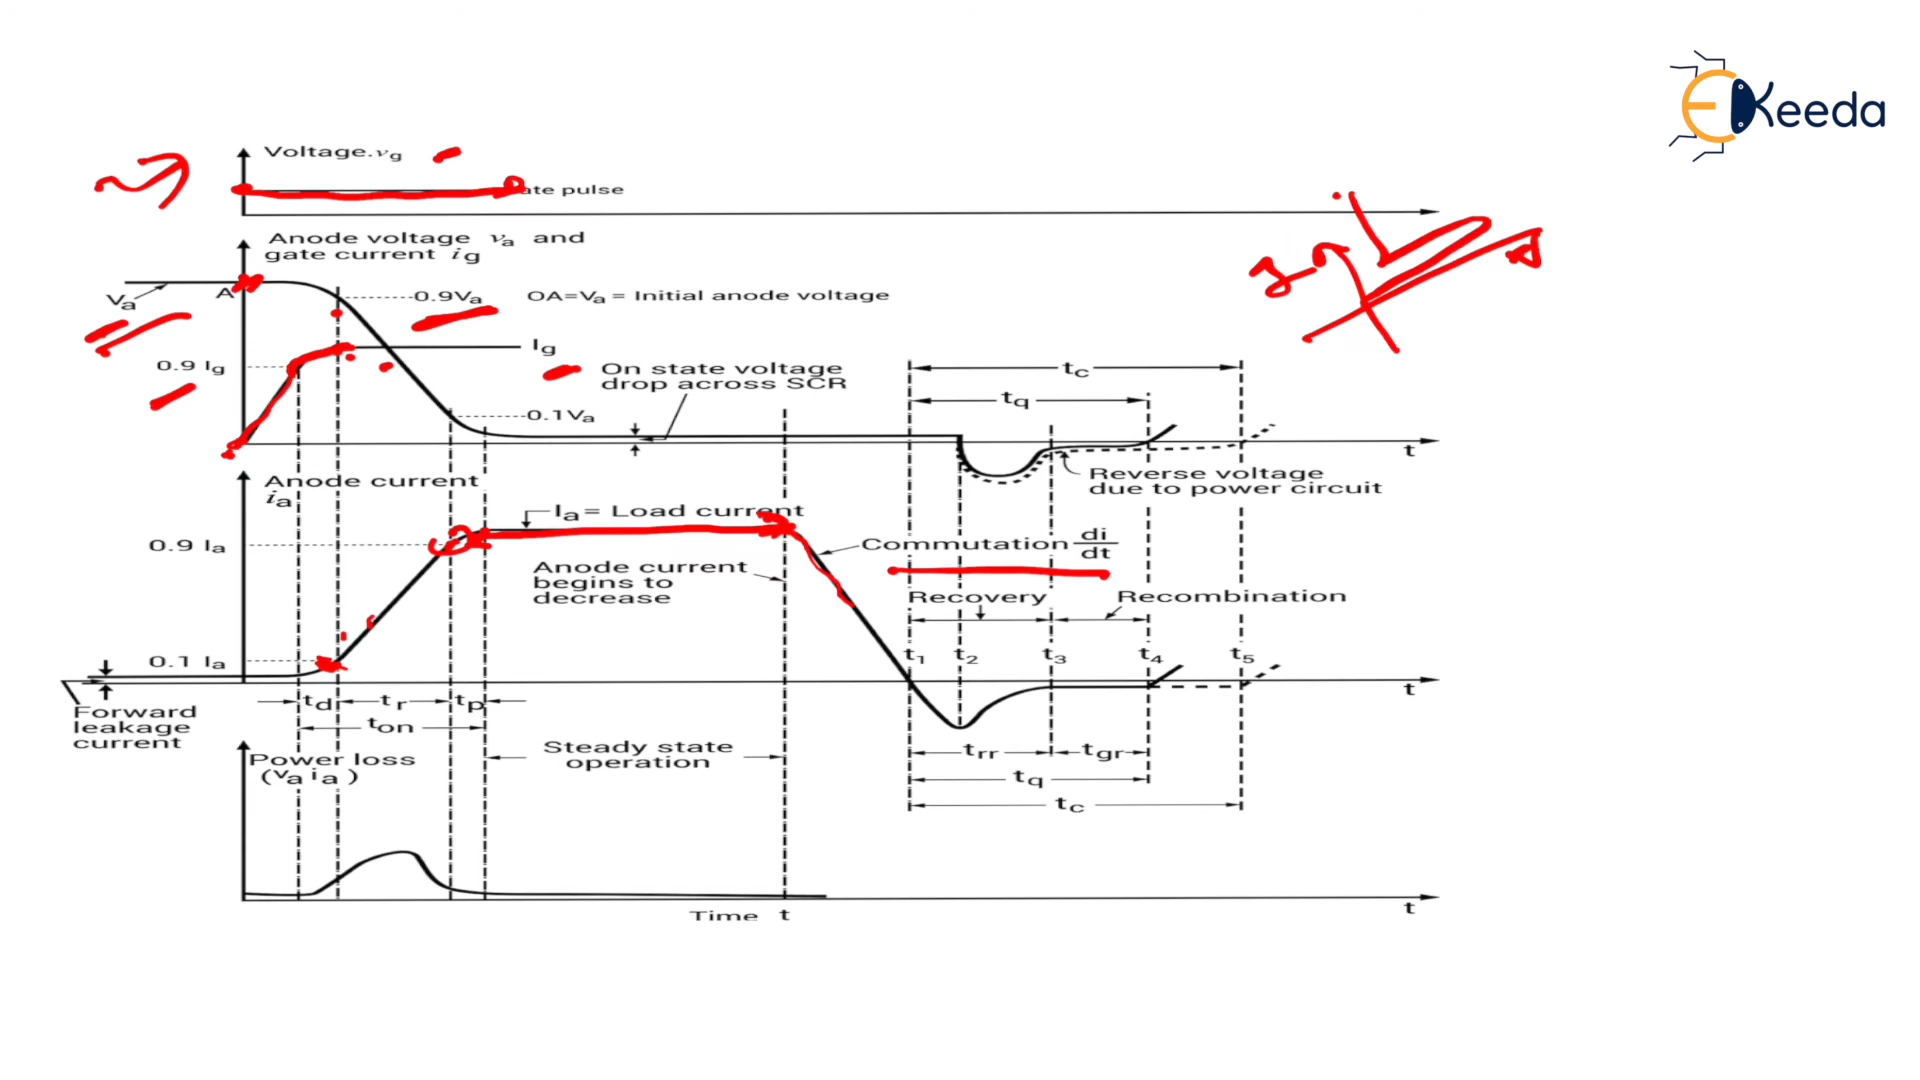 EKeeda
Voltage.vg
ate pulse
Anode voltage va and
gate current ig
Va
A
0.9Va
OA=Va = Initial anode voltage
Ig
0.9 Ig
On state voltage
drop across SCR
0.1Va
tc
tq
t
Reverse voltage
due to power circuit
Anode current
ia
Ia= Load current
0.9 Ia
Commutation di/dt
Anode current
begins to
decrease
Recovery
Recombination
0.1 Ia
t1 t2 t3 t4 t5
t
td tr tp
ton
Forward
leakage
current
Steady state
operation
trr tgr
tq
tc
Power loss
(va ia)
Time t
t